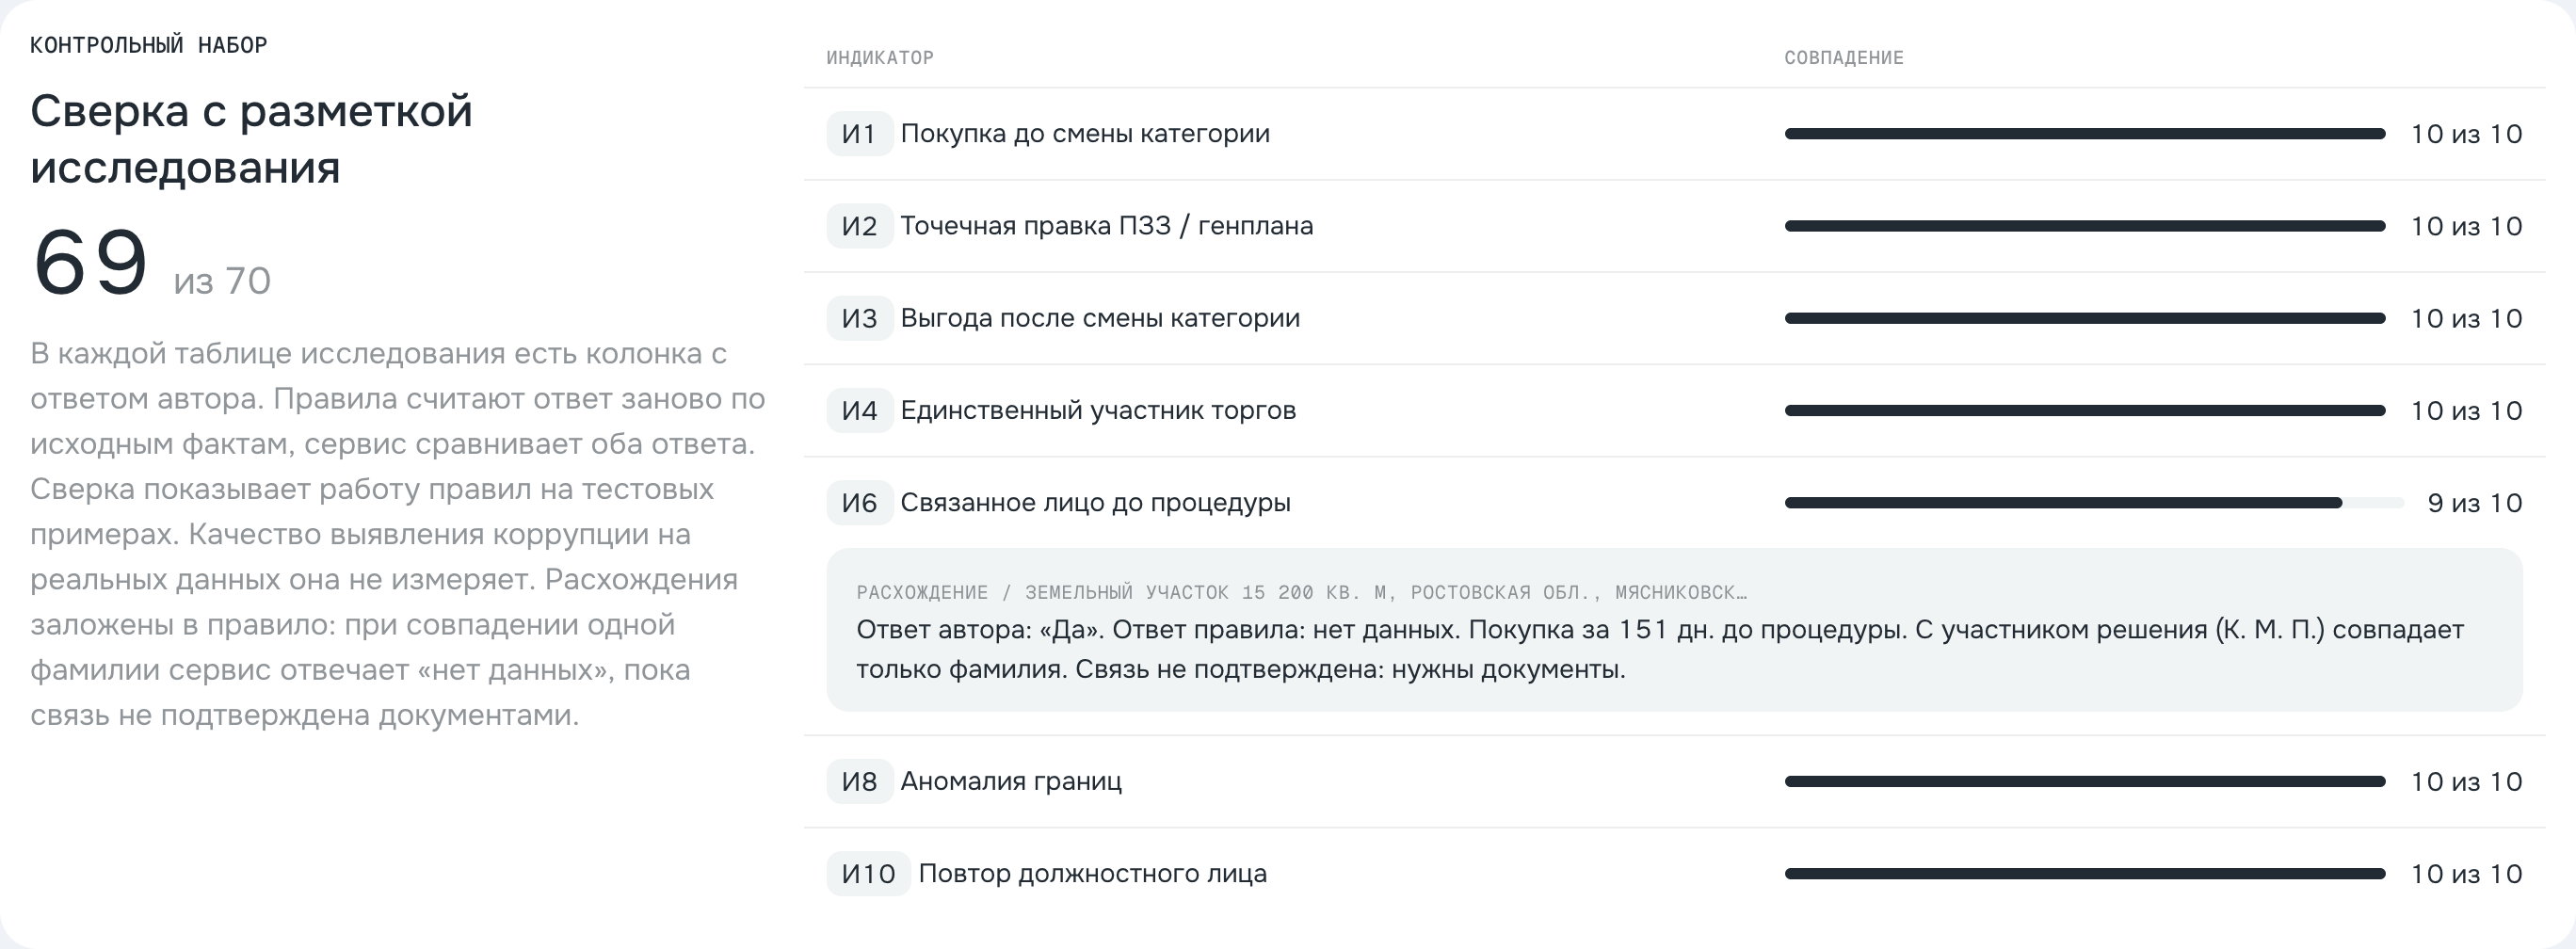 КОНТРОЛЬНЫЙ НАБОР
Сверка с разметкой
исследования
69 из 70
В каждой таблице исследования есть колонка с
ответом автора. Правила считают ответ заново по
исходным фактам, сервис сравнивает оба ответа.
Сверка показывает работу правил на тестовых
примерах. Качество выявления коррупции на
реальных данных она не измеряет. Расхождения
заложены в правило: при совпадении одной
фамилии сервис отвечает «нет данных», пока
связь не подтверждена документами.
ИНДИКАТОР СОВПАДЕНИЕ
И1 Покупка до смены категории 10 из 10
И2 Точечная правка ПЗЗ / генплана 10 из 10
И3 Выгода после смены категории 10 из 10
И4 Единственный участник торгов 10 из 10
И6 Связанное лицо до процедуры 9 из 10
РАСХОЖДЕНИЕ / ЗЕМЕЛЬНЫЙ УЧАСТОК 15 200 КВ. М, РОСТОВСКАЯ ОБЛ., МЯСНИКОВСК…
Ответ автора: «Да». Ответ правила: нет данных. Покупка за 151 дн. до процедуры. С участником решения (К. М. П.) совпадает
только фамилия. Связь не подтверждена: нужны документы.
И8 Аномалия границ 10 из 10
И10 Повтор должностного лица 10 из 10